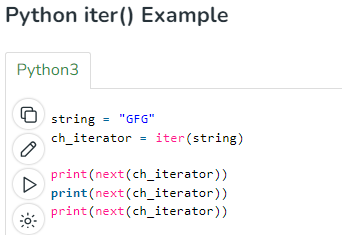 Python iter() Example
Python3
string = "GFG"
ch_iterator = iter(string)
print(next(ch_iterator))
print(next(ch_iterator))
print(next(ch_iterator))